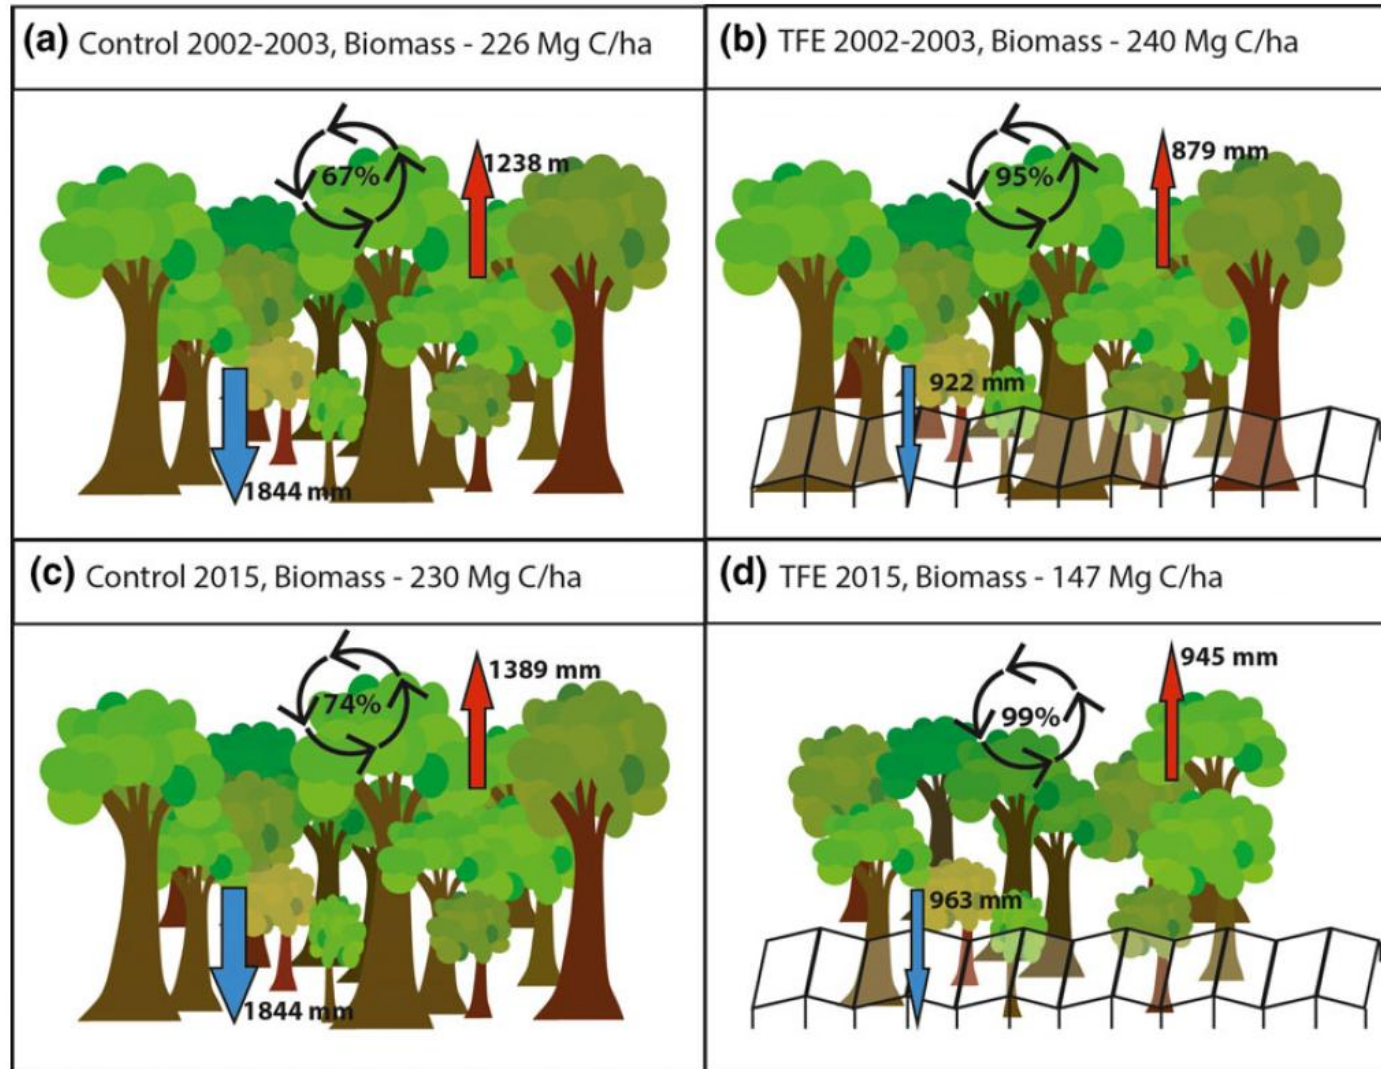 (a) Control 2002-2003, Biomass - 226 Mg C/ha
67%
1238 m
1844 mm
(b) TFE 2002-2003, Biomass - 240 Mg C/ha
95%
879 mm
922 mm
(c) Control 2015, Biomass - 230 Mg C/ha
74%
1389 mm
1844 mm
(d) TFE 2015, Biomass - 147 Mg C/ha
99%
945 mm
963 mm